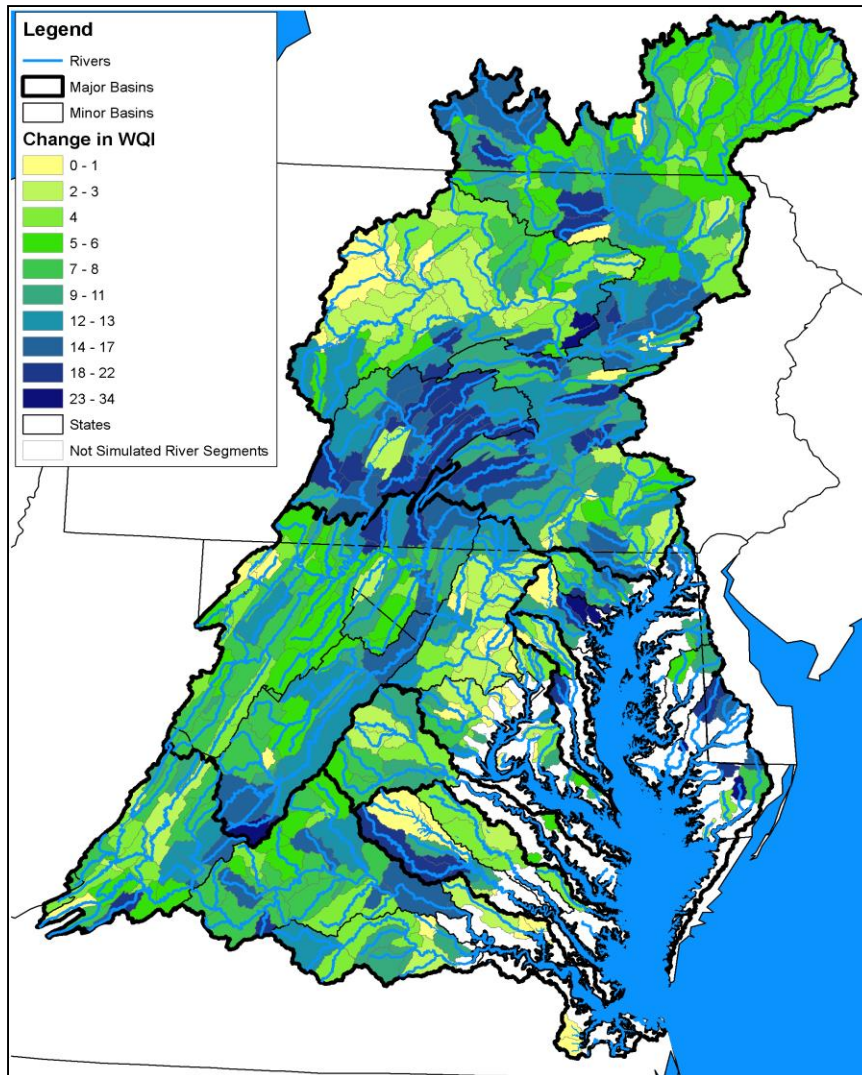 Legend
Rivers
Major Basins
Minor Basins
Change in WQI
0 - 1
2 - 3
4
5 - 6
7 - 8
9 - 11
12 - 13
14 - 17
18 - 22
23 - 34
States
Not Simulated River Segments